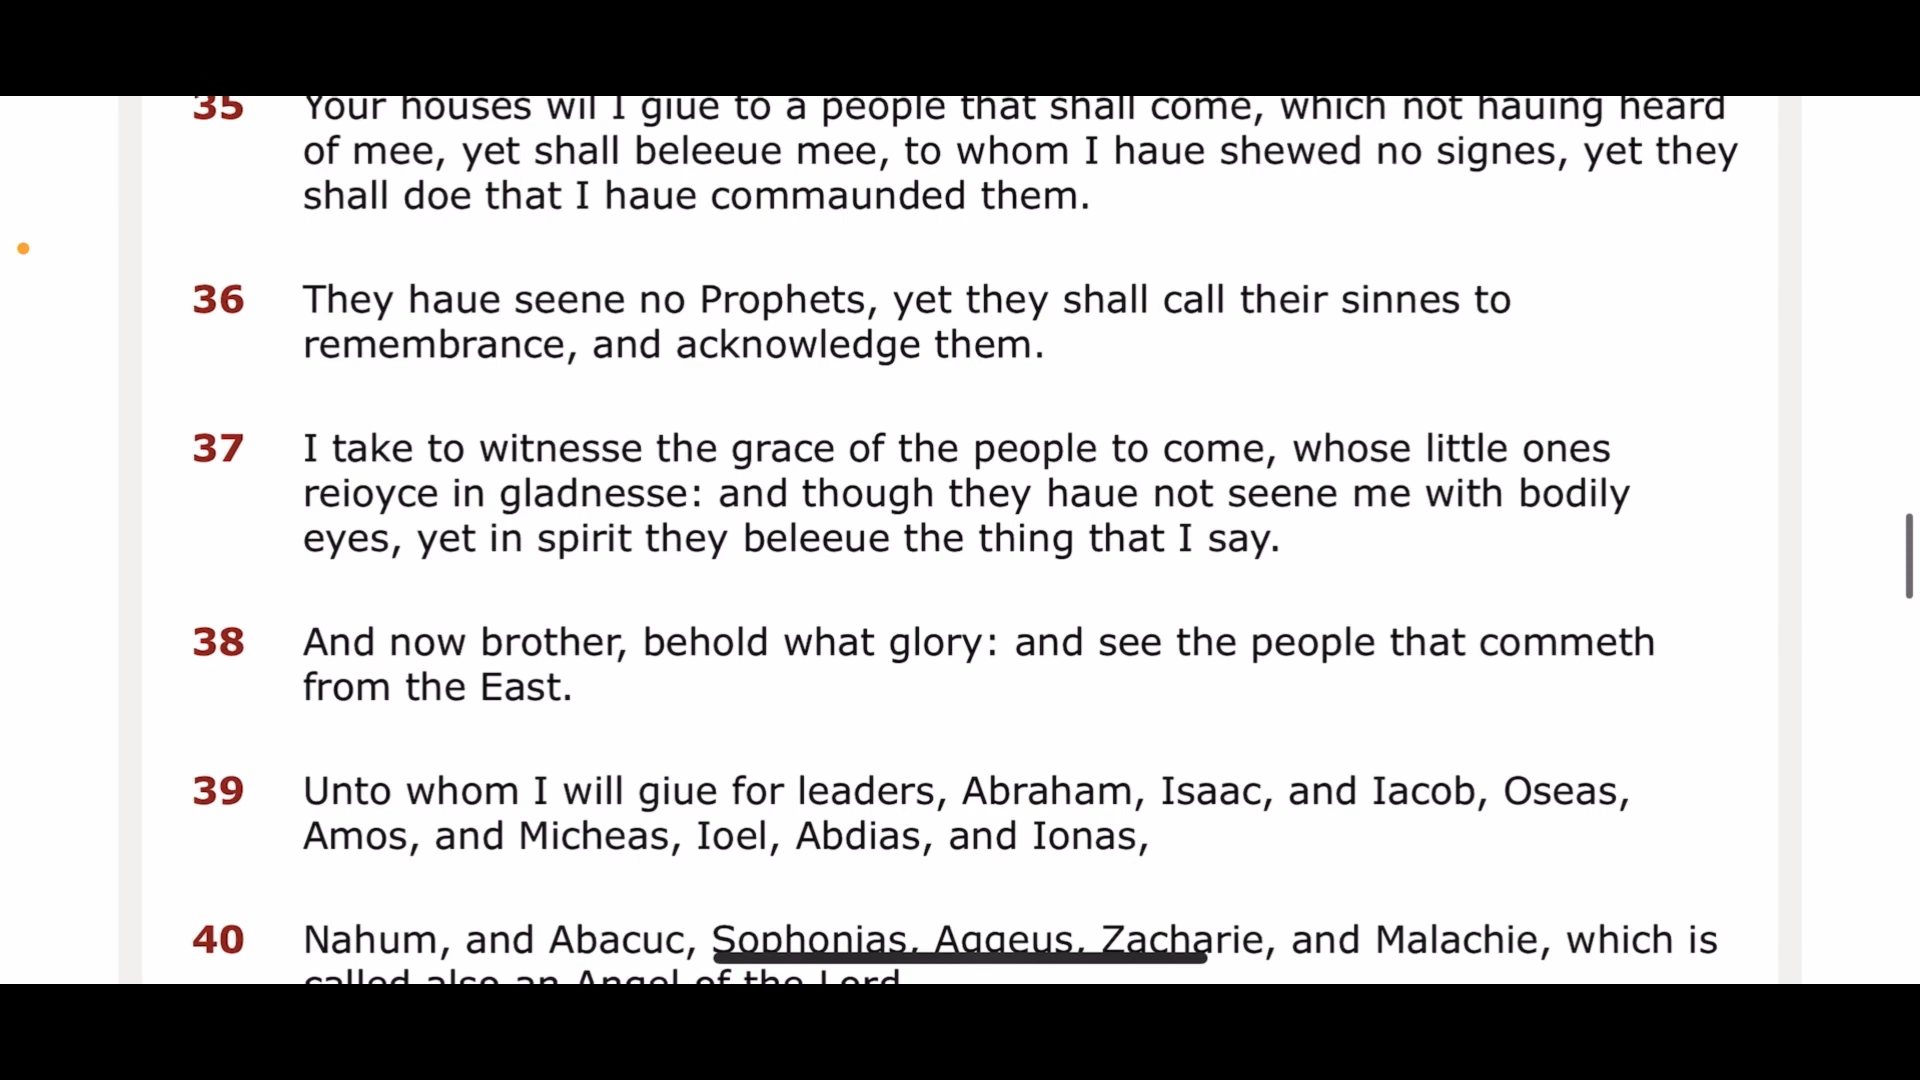 35 Your houses wil I giue to a people that shall come, which not hauing heard
of mee, yet shall beleeue mee, to whom I haue shewed no signes, yet they
shall doe that I haue commaunded them.
36 They haue seene no Prophets, yet they shall call their sinnes to
remembrance, and acknowledge them.
37 I take to witnesse the grace of the people to come, whose little ones
reioyce in gladnesse: and though they haue not seene me with bodily
eyes, yet in spirit they beleeue the thing that I say.
38 And now brother, behold what glory: and see the people that commeth
from the East.
39 Unto whom I will giue for leaders, Abraham, Isaac, and Iacob, Oseas,
Amos, and Micheas, Ioel, Abdias, and Ionas,
40 Nahum, and Abacuc, Sophonias, Aggeus, Zacharie, and Malachie, which is
called also an Angel of the Lord